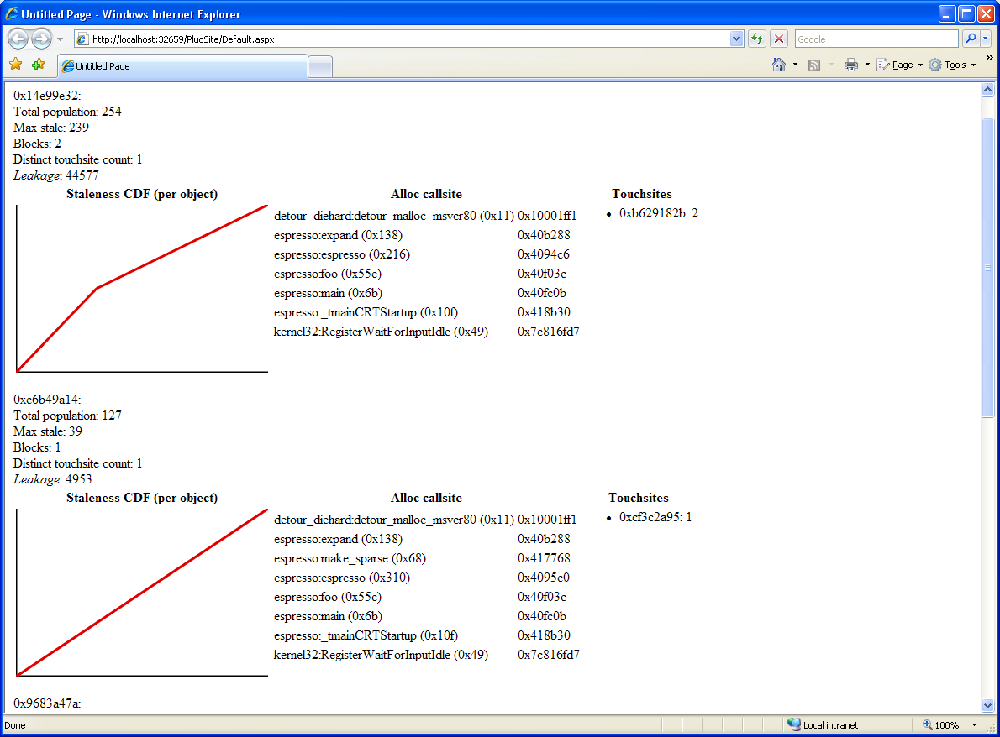 Untitled Page - Windows Internet Explorer
http://localhost:32659/PlugSite/Default.aspx
Google
Untitled Page
Page
Tools
0x14e99e32:
Total population: 254
Max stale: 239
Blocks: 2
Distinct touchsite count: 1
Leakage: 44577
Staleness CDF (per object) Alloc callsite Touchsites
detour_diehard:detour_malloc_msvcr80 (0x11) 0x10001ff1 • 0xb629182b: 2
espresso:expand (0x138) 0x40b288
espresso:espresso (0x216) 0x4094c6
espresso:foo (0x55c) 0x40f03c
espresso:main (0x6b) 0x40fc0b
espresso:_tmainCRTStartup (0x10f) 0x418b30
kernel32:RegisterWaitForInputIdle (0x49) 0x7c816fd7
0xc6b49a14:
Total population: 127
Max stale: 39
Blocks: 1
Distinct touchsite count: 1
Leakage: 4953
Staleness CDF (per object) Alloc callsite Touchsites
detour_diehard:detour_malloc_msvcr80 (0x11) 0x10001ff1 • 0xcf3c2a95: 1
espresso:expand (0x138) 0x40b288
espresso:make_sparse (0x68) 0x417768
espresso:espresso (0x310) 0x4095c0
espresso:foo (0x55c) 0x40f03c
espresso:main (0x6b) 0x40fc0b
espresso:_tmainCRTStartup (0x10f) 0x418b30
kernel32:RegisterWaitForInputIdle (0x49) 0x7c816fd7
0x9683a47a:
Done
Local intranet
100%